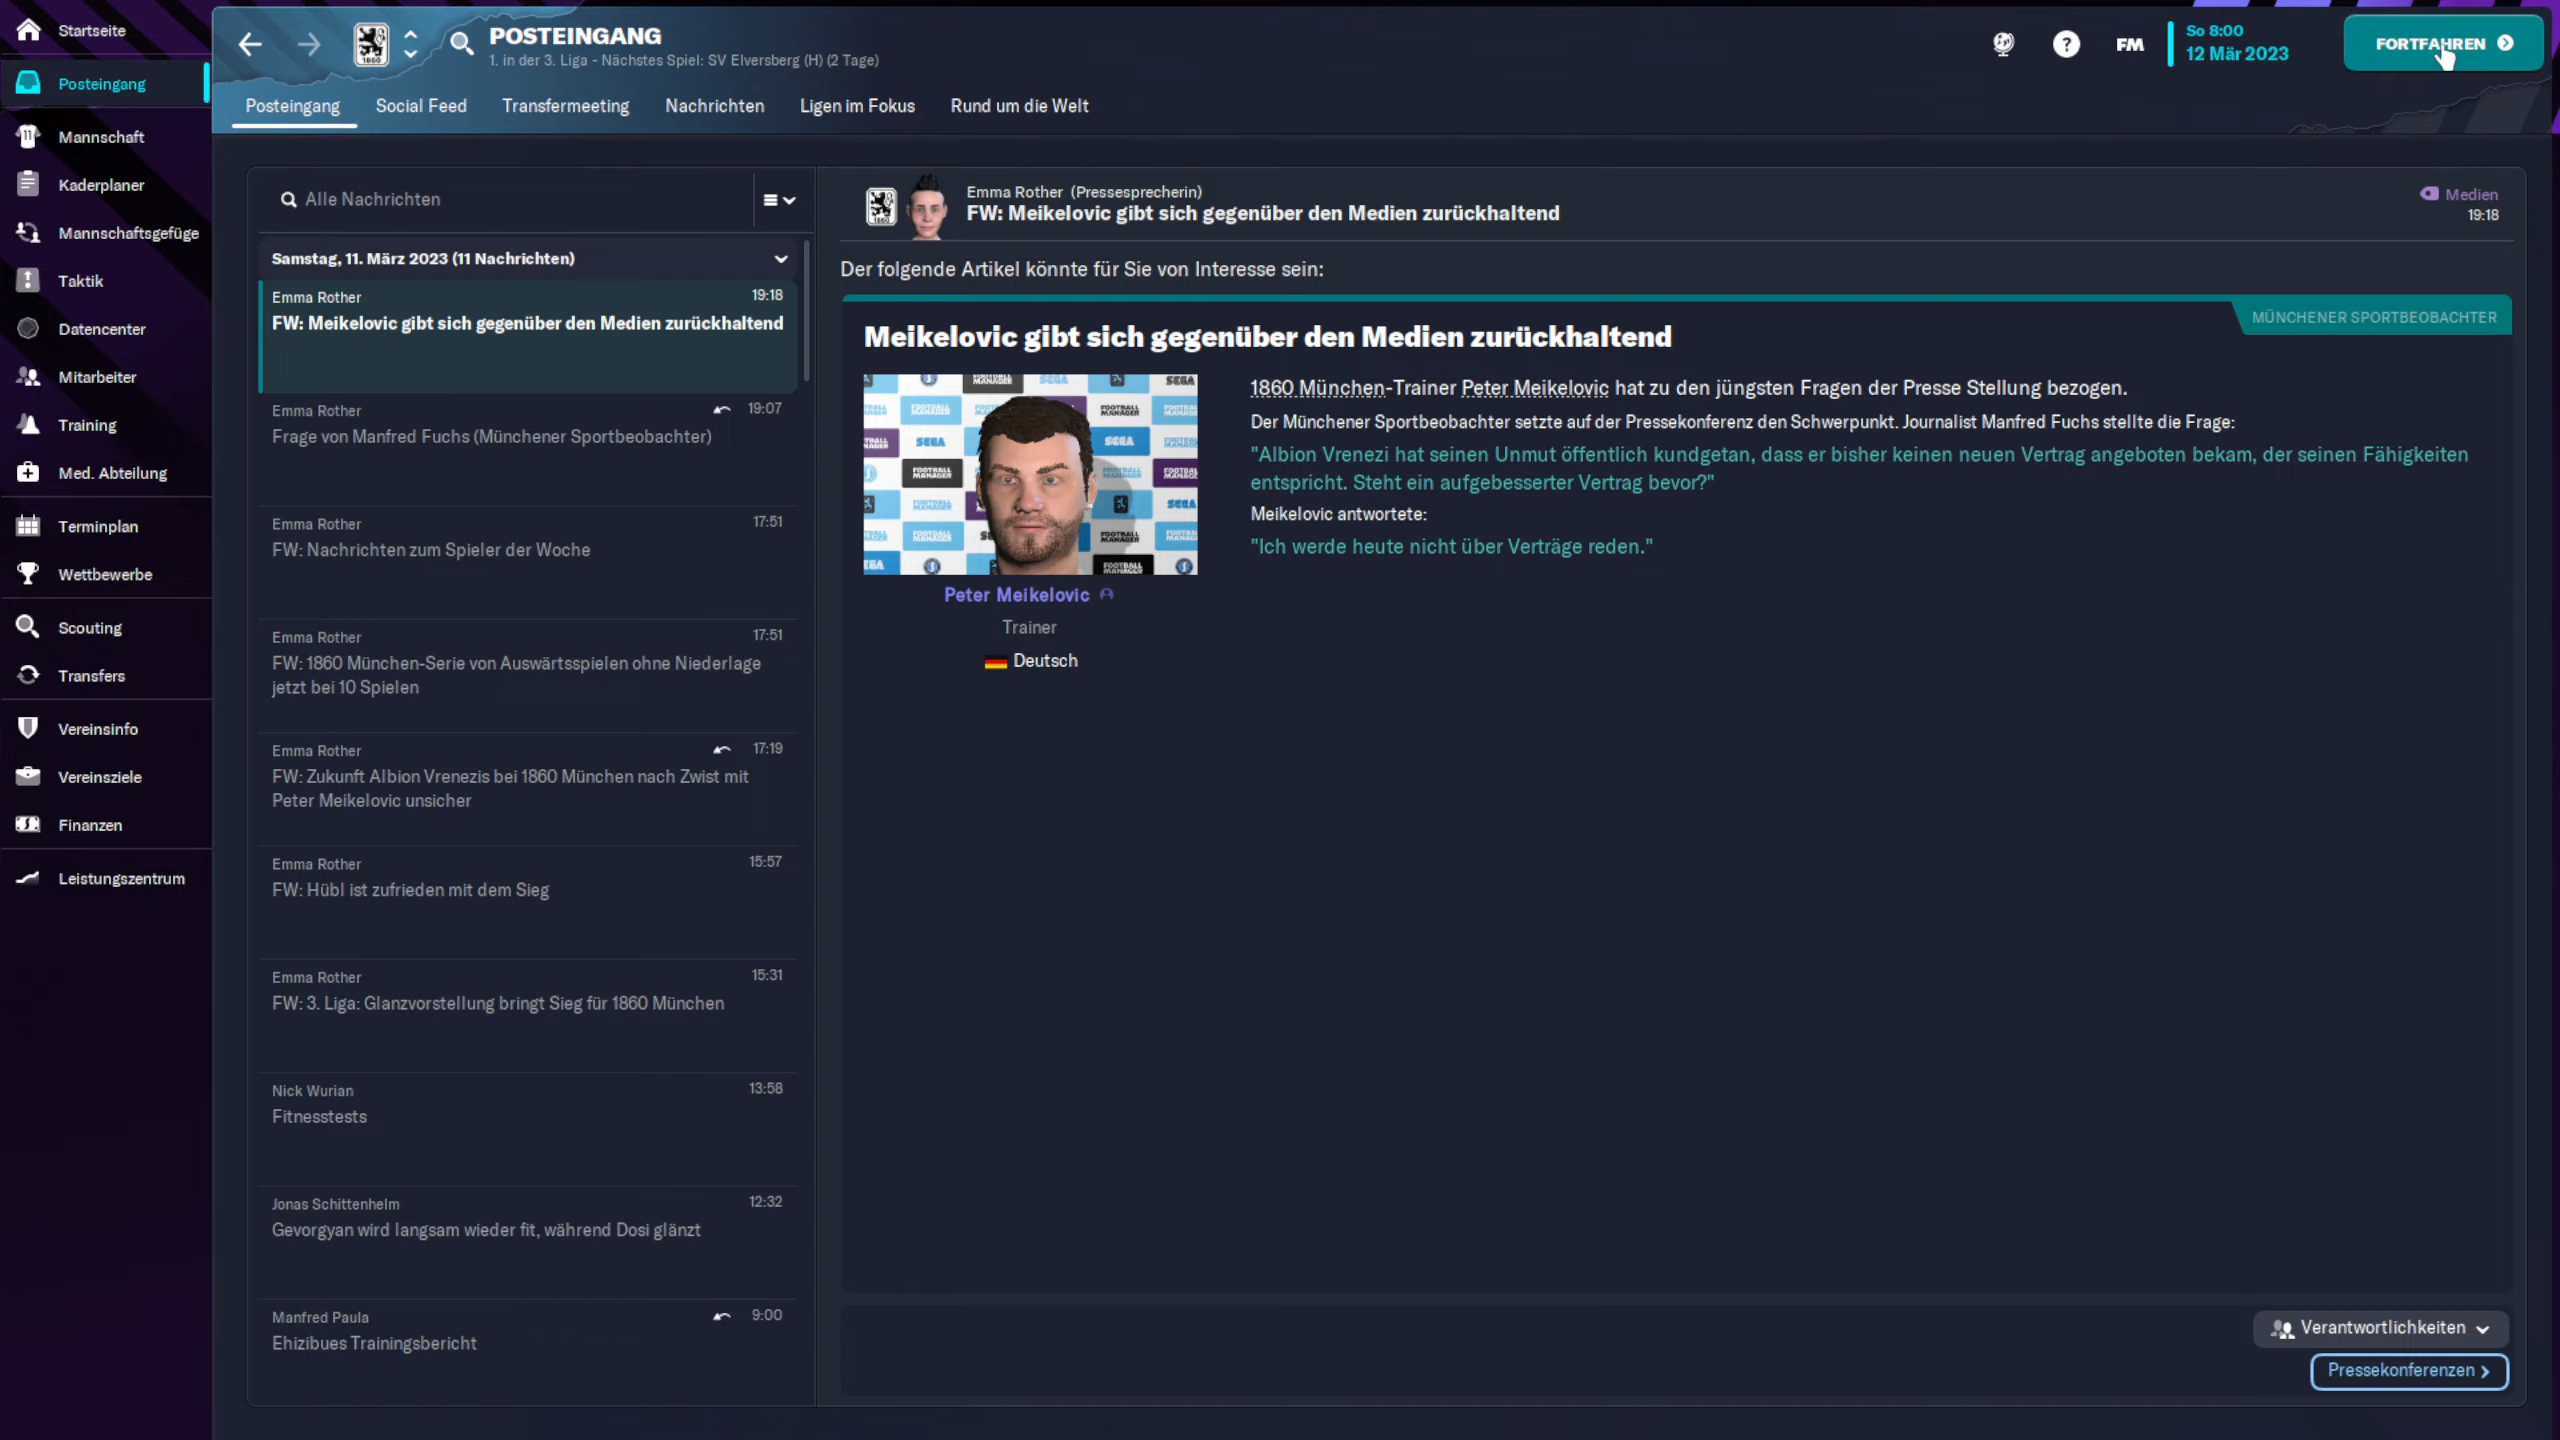 Startseite
Posteingang
Mannschaft
Kaderplaner
Mannschaftsgefüge
Taktik
Datencenter
Mitarbeiter
Training
Med. Abteilung
Terminplan
Wettbewerbe
Scouting
Transfers
Vereinsinfo
Vereinsziele
Finanzen
Leistungszentrum
POSTEINGANG
1. in der 3. Liga - Nächstes Spiel: SV Elversberg (H) (2 Tage)
FM
So 8:00
12 Mär 2023
FORTFAHREN
Posteingang Social Feed Transfermeeting Nachrichten Ligen im Fokus Rund um die Welt
Alle Nachrichten
Samstag, 11. März 2023 (11 Nachrichten)
Emma Rother 19:18
FW: Meikelovic gibt sich gegenüber den Medien zurückhaltend
Emma Rother 19:07
Frage von Manfred Fuchs (Münchener Sportbeobachter)
Emma Rother 17:51
FW: Nachrichten zum Spieler der Woche
Emma Rother 17:51
FW: 1860 München-Serie von Auswärtsspielen ohne Niederlage
jetzt bei 10 Spielen
Emma Rother 17:19
FW: Zukunft Albion Vrenezis bei 1860 München nach Zwist mit
Peter Meikelovic unsicher
Emma Rother 15:57
FW: Hübl ist zufrieden mit dem Sieg
Emma Rother 15:31
FW: 3. Liga: Glanzvorstellung bringt Sieg für 1860 München
Nick Wurian 13:58
Fitnesstests
Jonas Schittenhelm 12:32
Gevorgyan wird langsam wieder fit, während Dosi glänzt
Manfred Paula 9:00
Ehizibues Trainingsbericht
Emma Rother (Pressesprecherin)
FW: Meikelovic gibt sich gegenüber den Medien zurückhaltend
Medien
19:18
Der folgende Artikel könnte für Sie von Interesse sein:
MÜNCHENER SPORTBEOBACHTER
Meikelovic gibt sich gegenüber den Medien zurückhaltend
1860 München-Trainer Peter Meikelovic hat zu den jüngsten Fragen der Presse Stellung bezogen.
Der Münchener Sportbeobachter setzte auf der Pressekonferenz den Schwerpunkt. Journalist Manfred Fuchs stellte die Frage:
"Albion Vrenezi hat seinen Unmut öffentlich kundgetan, dass er bisher keinen neuen Vertrag angeboten bekam, der seinen Fähigkeiten
entspricht. Steht ein aufgebesserter Vertrag bevor?"
Meikelovic antwortete:
"Ich werde heute nicht über Verträge reden."
Peter Meikelovic
Trainer
Deutsch
Verantwortlichkeiten
Pressekonferenzen